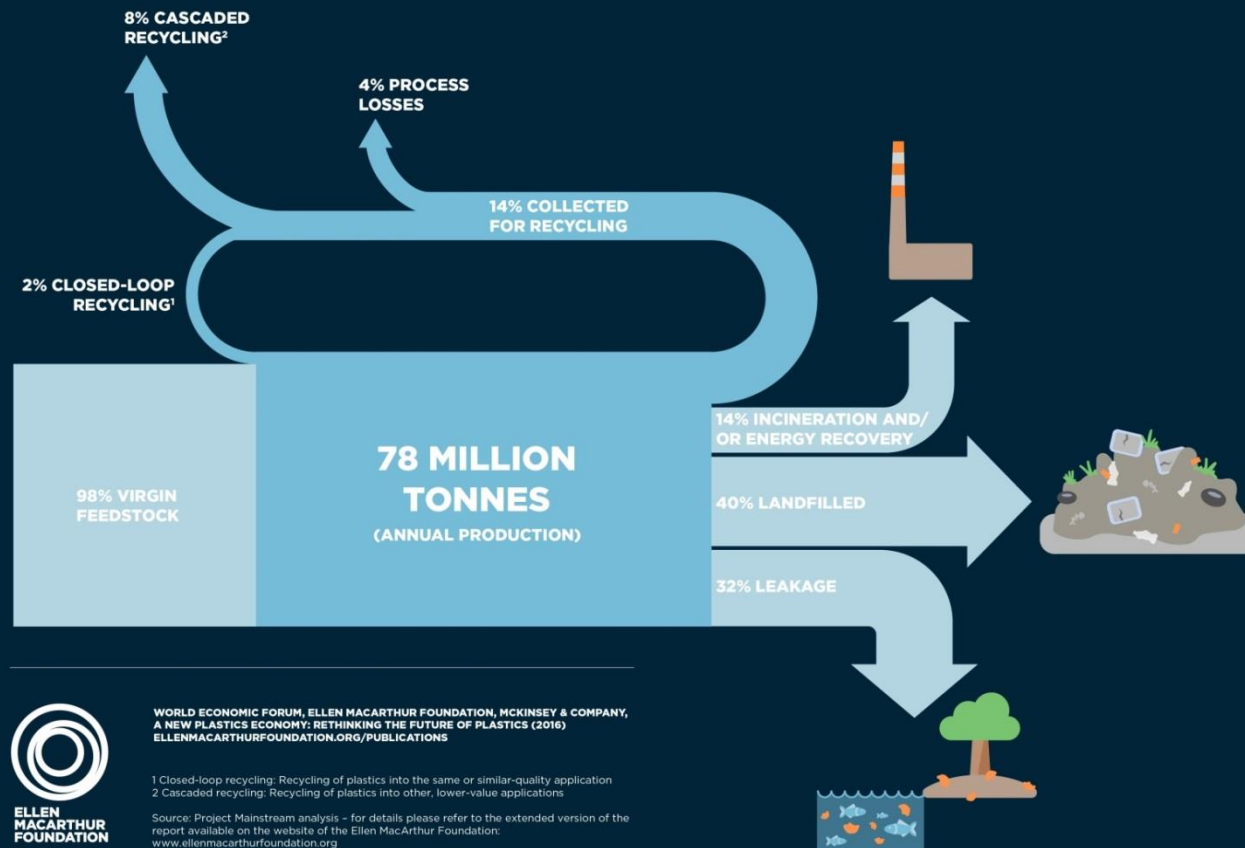 8% CASCADED
RECYCLING²
4% PROCESS
LOSSES
14% COLLECTED
FOR RECYCLING
2% CLOSED-LOOP
RECYCLING¹
14% INCINERATION AND/
OR ENERGY RECOVERY
78 MILLION
TONNES
(ANNUAL PRODUCTION)
98% VIRGIN
FEEDSTOCK
40% LANDFILLED
32% LEAKAGE
WORLD ECONOMIC FORUM, ELLEN MACARTHUR FOUNDATION, MCKINSEY & COMPANY,
A NEW PLASTICS ECONOMY: RETHINKING THE FUTURE OF PLASTICS (2016)
ELLENMACARTHURFOUNDATION.ORG/PUBLICATIONS
1 Closed-loop recycling: Recycling of plastics into the same or similar-quality application
2 Cascaded recycling: Recycling of plastics into other, lower-value applications
Source: Project Mainstream analysis – for details please refer to the extended version of the
report available on the website of the Ellen MacArthur Foundation:
www.ellenmacarthurfoundation.org
ELLEN
MACARTHUR
FOUNDATION